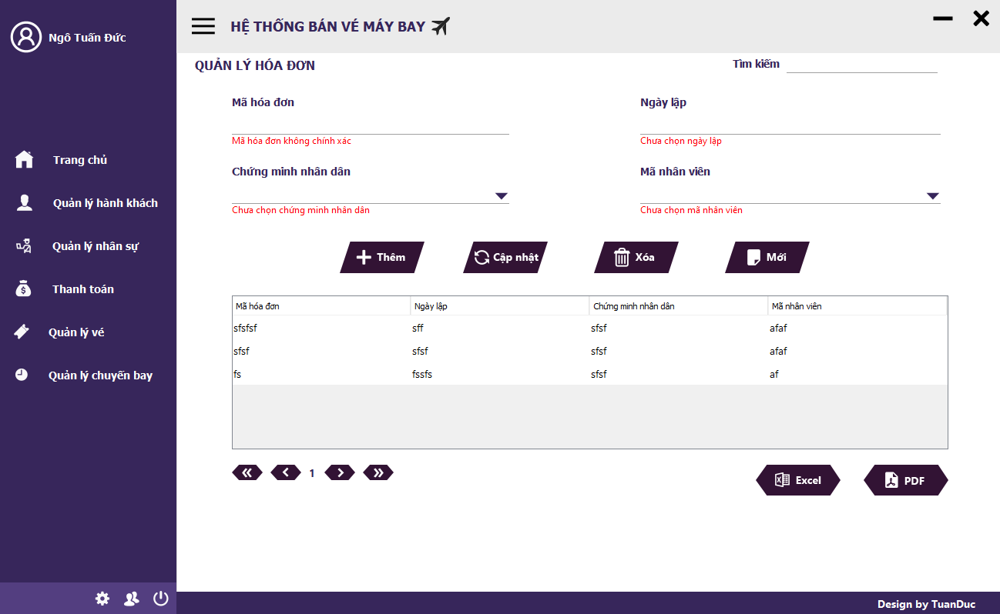 Ngô Tuấn Đức
HỆ THỐNG BÁN VÉ MÁY BAY
QUẢN LÝ HÓA ĐƠN
Tìm kiếm
Mã hóa đơn
Ngày lập
Mã hóa đơn không chính xác
Chưa chọn ngày lập
Chứng minh nhân dân
Mã nhân viên
Chưa chọn chứng minh nhân dân
Chưa chọn mã nhân viên
Trang chủ
Quản lý hành khách
Quản lý nhân sự
Thanh toán
Quản lý vé
Quản lý chuyến bay
Thêm
Cập nhật
Xóa
Mới
Mã hóa đơn Ngày lập Chứng minh nhân dân Mã nhân viên
sfsfsf sff sfsf afaf
sfsf sfsf sfsf afaf
fs fssfs sfsf af
1
Excel
PDF
Design by TuanDuc